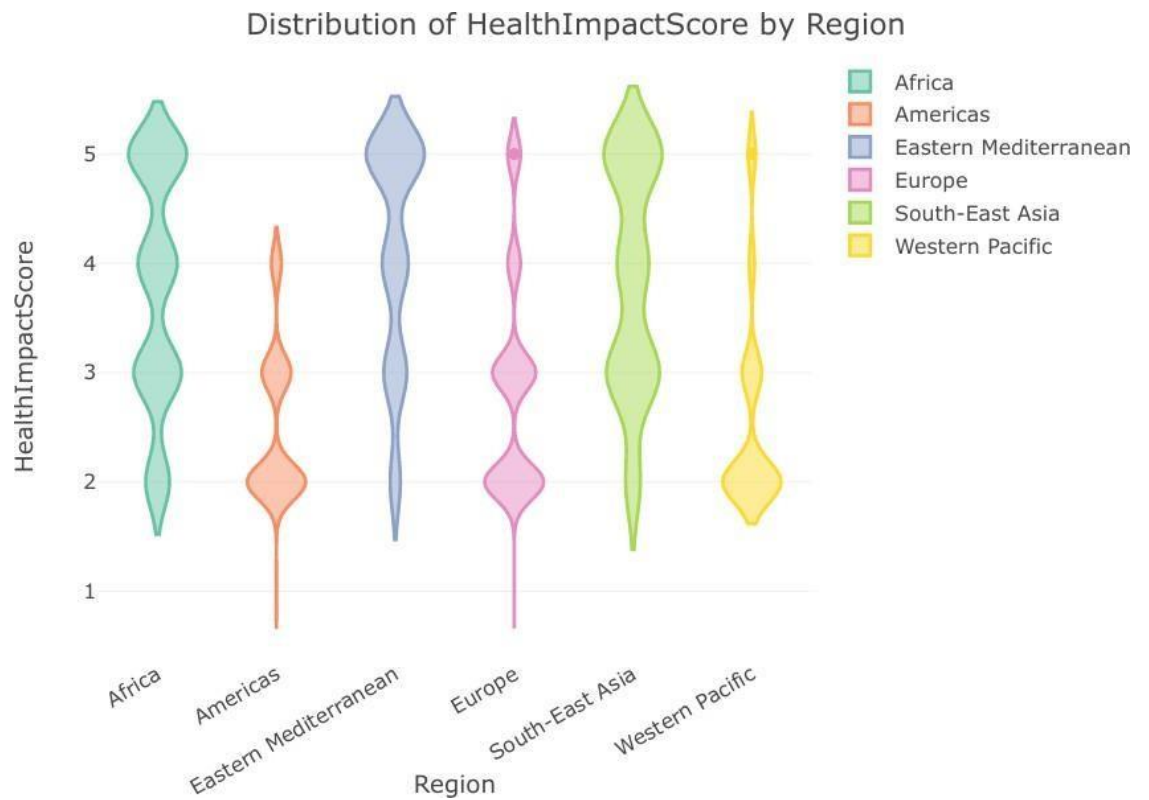 Distribution of HealthImpactScore by Region
Africa
Americas
Eastern Mediterranean
Europe
South-East Asia
Western Pacific
HealthImpactScore
5
4
3
2
1
Africa
Americas
Eastern Mediterranean
Europe
South-East Asia
Western Pacific
Region